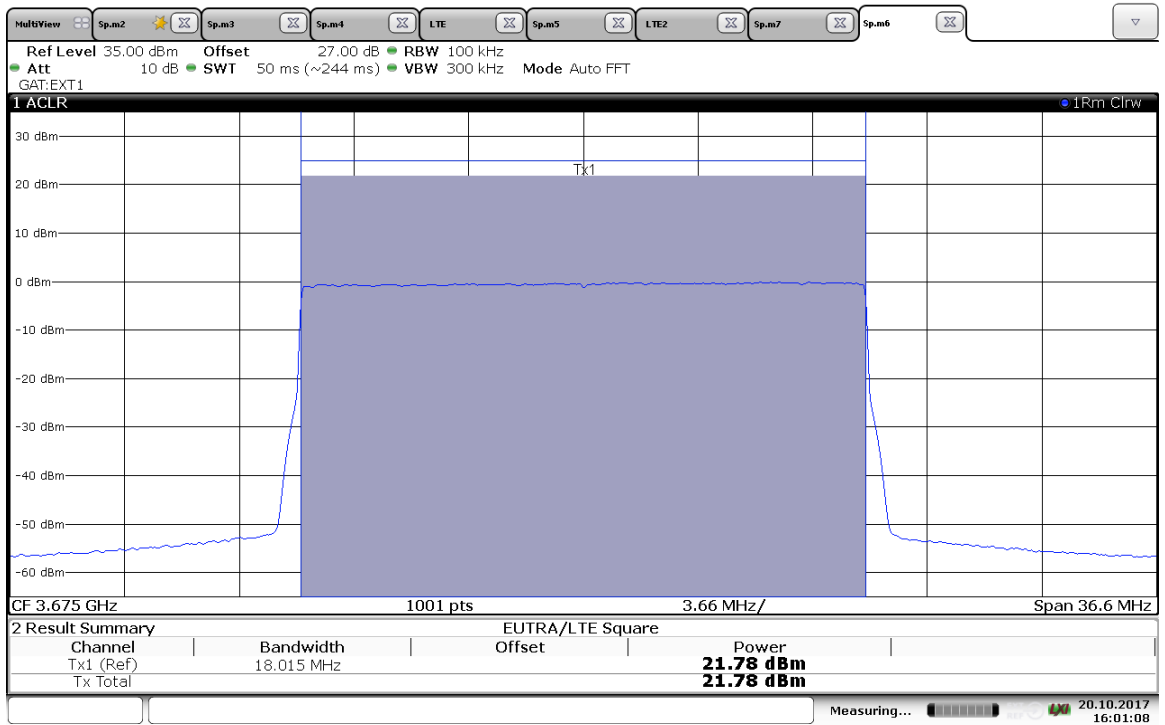 MultiView Sp.m2 Sp.m3 Sp.m4 LTE Sp.m5 LTE2 Sp.m7 Sp.m6
Ref Level 35.00 dBm Offset 27.00 dB RBW 100 kHz
Att 10 dB SWT 50 ms (~244 ms) VBW 300 kHz Mode Auto FFT
GAT:EXT1
1 ACLR 1Rm Clrw
30 dBm
Tx1
20 dBm
10 dBm
0 dBm
-10 dBm
-20 dBm
-30 dBm
-40 dBm
-50 dBm
-60 dBm
CF 3.675 GHz 1001 pts 3.66 MHz/ Span 36.6 MHz
2 Result Summary EUTRA/LTE Square
Channel Bandwidth Offset Power
Tx1 (Ref) 18.015 MHz 21.78 dBm
Tx Total 21.78 dBm
Measuring... LXI 20.10.2017
16:01:08